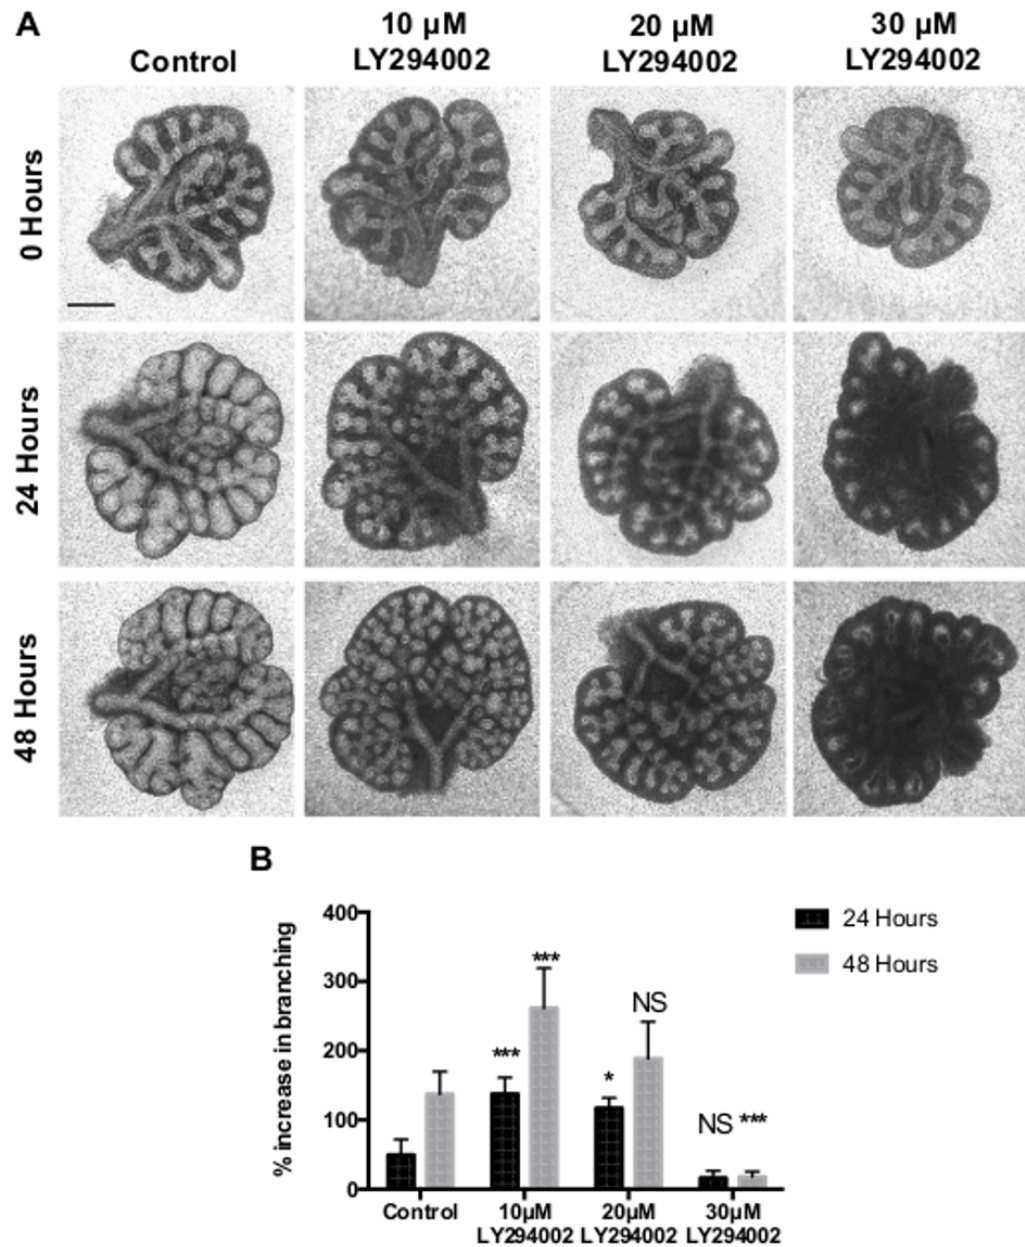 A
Control
10 µM
LY294002
20 µM
LY294002
30 µM
LY294002
0 Hours
24 Hours
48 Hours
B
% increase in branching
400
300
200
100
0
***
***
*
NS
NS ***
24 Hours
48 Hours
Control
10µM
LY294002
20µM
LY294002
30µM
LY294002